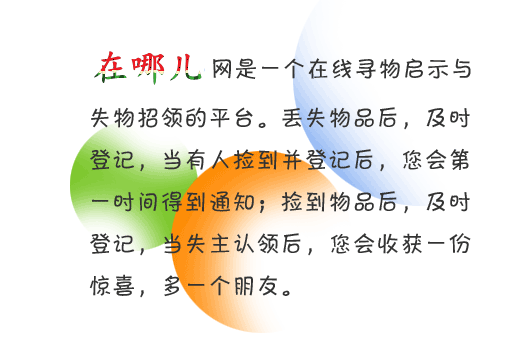 在哪儿网是一个在线寻物启示与
失物招领的平台。丢失物品后，及时
登记，当有人捡到并登记后，您会第
一时间得到通知；捡到物品后，及时
登记，当失主认领后，您会收获一份
惊喜，多一个朋友。